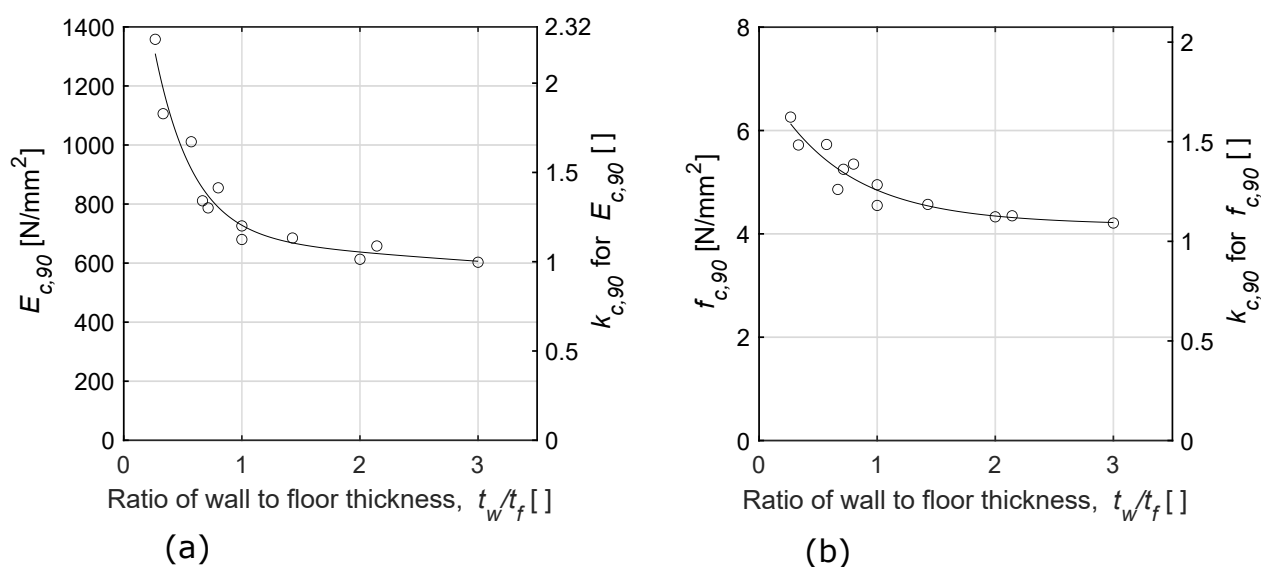 E_c,90 [N/mm²]
1400
1200
1000
800
600
400
200
0
2.32
2
1.5
1
0.5
0
k_c,90 for E_c,90 [ ]
0 1 2 3
Ratio of wall to floor thickness, t_w/t_f [ ]
(a)
f_c,90 [N/mm²]
8
6
4
2
0
2
1.5
1
0.5
0
k_c,90 for f_c,90 [ ]
0 1 2 3
Ratio of wall to floor thickness, t_w/t_f [ ]
(b)